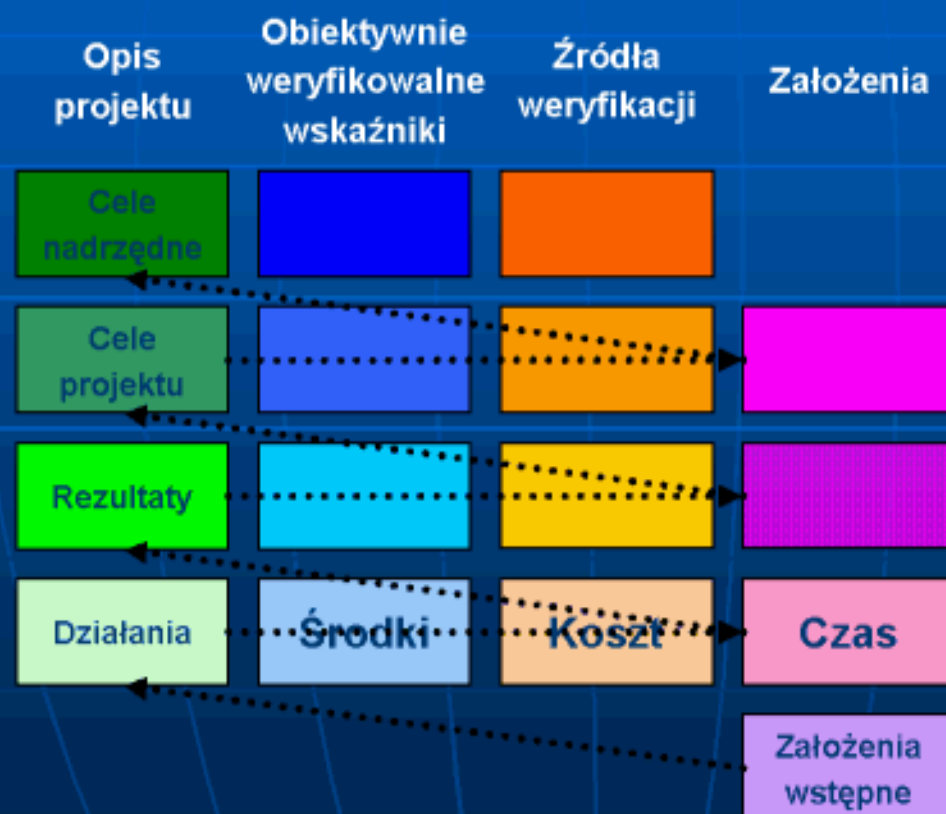 Opis
projektu
Obiektywnie
weryfikowalne
wskaźniki
Źródła
weryfikacji
Założenia
Cele
nadrzędne
Cele
projektu
Rezultaty
Działania
Środki
Koszt
Czas
Założenia
wstępne